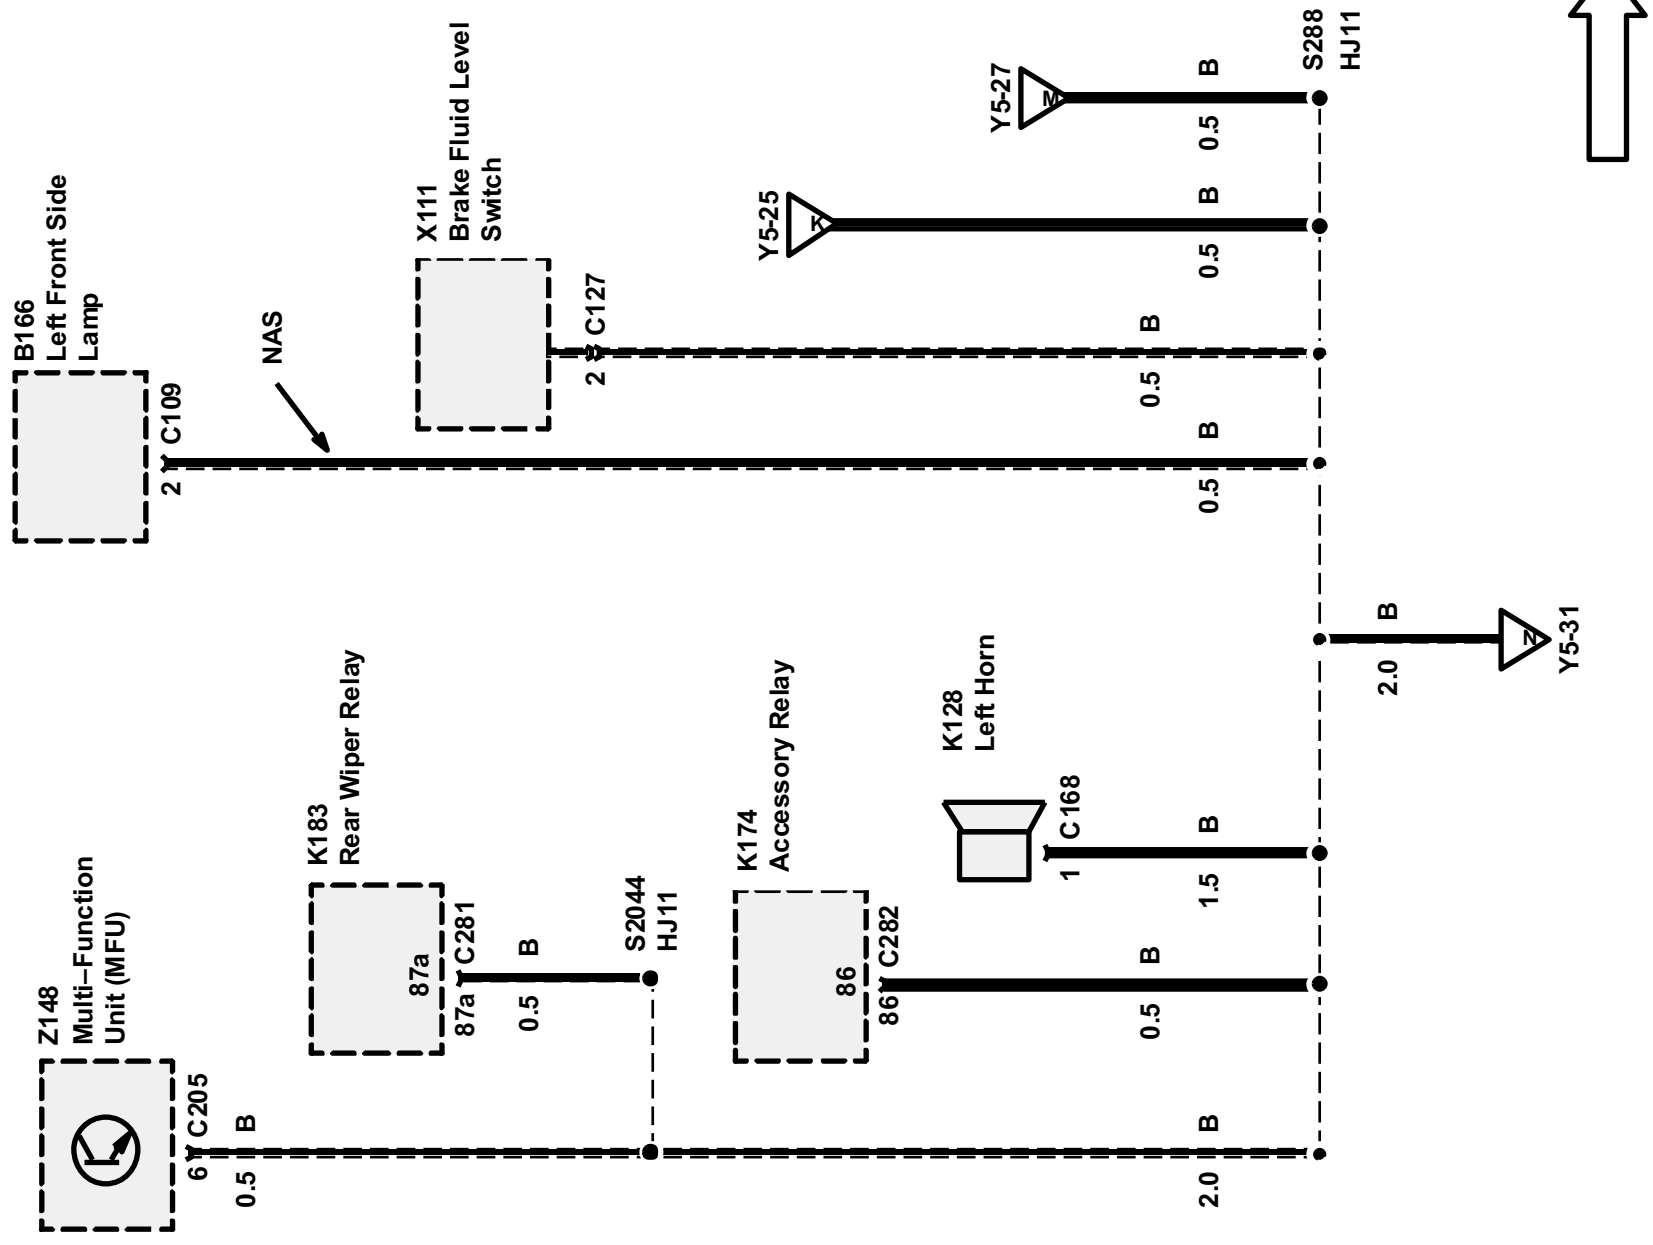 Z148
Multi–Function
Unit (MFU)
6 C205
0.5 B
2.0 B
K183
Rear Wiper Relay
87a
87a C281
0.5 B
S2044
HJ11
K174
Accessory Relay
86
86 C282
0.5 B
K128
Left Horn
1 C168
1.5 B
2.0 B
N
Y5-31
B166
Left Front Side
Lamp
2 C109
NAS
0.5 B
X111
Brake Fluid Level
Switch
2 C127
0.5 B
Y5-25
K
0.5 B
Y5-27
M
0.5 B
S288
HJ11